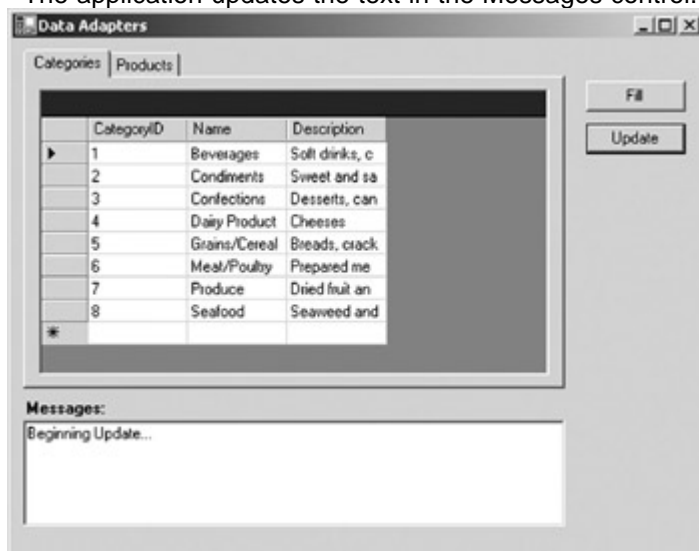 The application updates the text in the Messages control.
Data Adapters
Categories Products
Fill
Update
CategoryID Name Description
1 Beverages Soft drinks, c
2 Condiments Sweet and sa
3 Confections Desserts, can
4 Dairy Product Cheeses
5 Grains/Cereal Breads, crack
6 Meat/Poultry Prepared me
7 Produce Dried fruit an
8 Seafood Seaweed and
Messages:
Beginning Update...